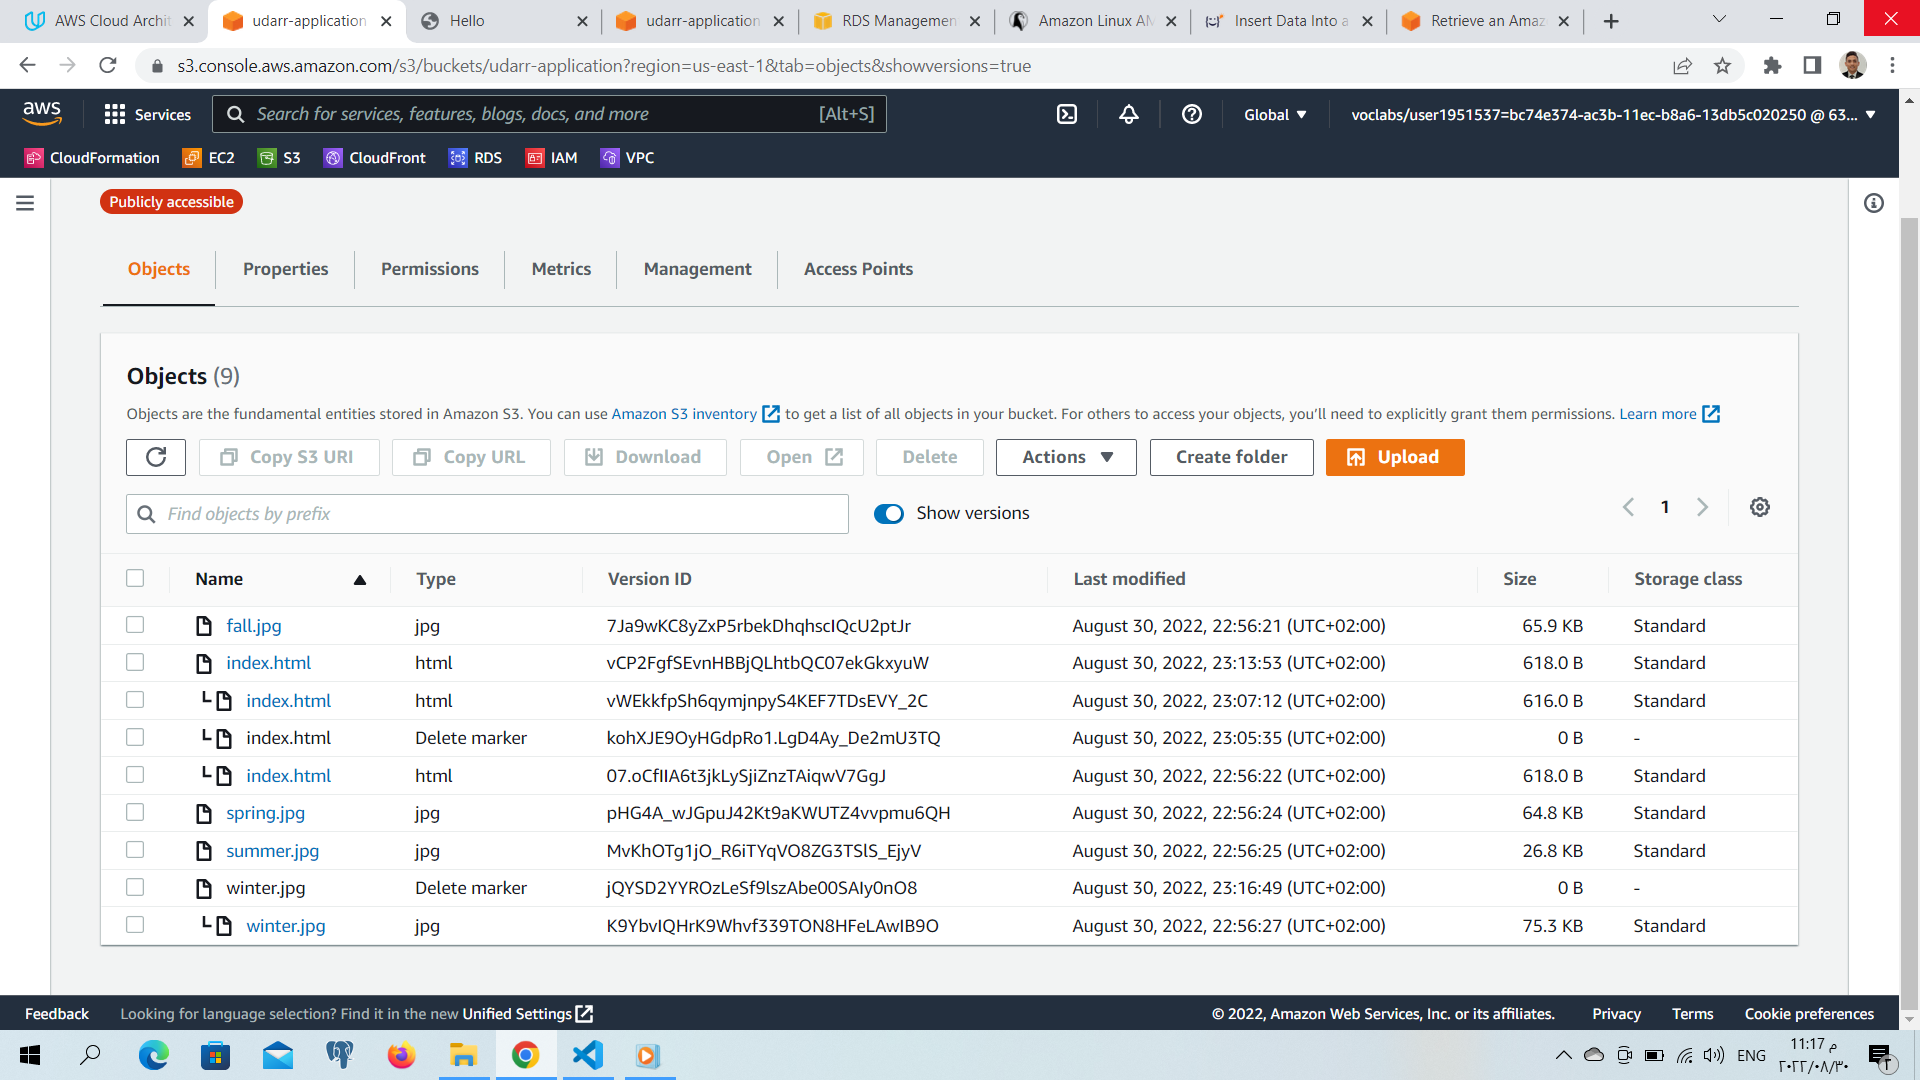 AWS Cloud Archit
udarr-application
Hello
udarr-application
RDS Managemen
Amazon Linux AM
Insert Data Into a
Retrieve an Amaz
s3.console.aws.amazon.com/s3/buckets/udarr-application?region=us-east-1&tab=objects&showversions=true
aws
Services
Search for services, features, blogs, docs, and more
[Alt+S]
Global
voclabs/user1951537=bc74e374-ac3b-11ec-b8a6-13db5c020250 @ 63...
CloudFormation
EC2
S3
CloudFront
RDS
IAM
VPC
Publicly accessible
Objects
Properties
Permissions
Metrics
Management
Access Points
Objects (9)
Objects are the fundamental entities stored in Amazon S3. You can use Amazon S3 inventory to get a list of all objects in your bucket. For others to access your objects, you'll need to explicitly grant them permissions. Learn more
Copy S3 URI
Copy URL
Download
Open
Delete
Actions
Create folder
Upload
Find objects by prefix
Show versions
1
Name Type Version ID Last modified Size Storage class
fall.jpg jpg 7Ja9wKC8yZxP5rbekDhqhscIQcU2ptJr August 30, 2022, 22:56:21 (UTC+02:00) 65.9 KB Standard
index.html html vCP2FgfSEvnHBBjQLhtbQC07ekGkxyuW August 30, 2022, 23:13:53 (UTC+02:00) 618.0 B Standard
index.html html vWEkkfpSh6qymjnpyS4KEF7TDsEVY_2C August 30, 2022, 23:07:12 (UTC+02:00) 616.0 B Standard
index.html Delete marker kohXJE9OyHGdpRo1.LgD4Ay_De2mU3TQ August 30, 2022, 23:05:35 (UTC+02:00) 0 B -
index.html html 07.oCfIIA6t3jkLySjiZnzTAiqwV7GgJ August 30, 2022, 22:56:22 (UTC+02:00) 618.0 B Standard
spring.jpg jpg pHG4A_wJGpuJ42Kt9aKWUTZ4vvpmu6QH August 30, 2022, 22:56:24 (UTC+02:00) 64.8 KB Standard
summer.jpg jpg MvKhOTg1jO_R6iTYqVO8ZG3TSlS_EjyV August 30, 2022, 22:56:25 (UTC+02:00) 26.8 KB Standard
winter.jpg Delete marker jQYSD2YYROzLeSf9lszAbe00SAIy0nO8 August 30, 2022, 23:16:49 (UTC+02:00) 0 B -
winter.jpg jpg K9YbvIQHrK9Whvf339TON8HFeLAwIB9O August 30, 2022, 22:56:27 (UTC+02:00) 75.3 KB Standard
Feedback
Looking for language selection? Find it in the new Unified Settings
© 2022, Amazon Web Services, Inc. or its affiliates.
Privacy
Terms
Cookie preferences
ENG
11:17 م
٢٠٢٢/٠٨/٣٠
٢